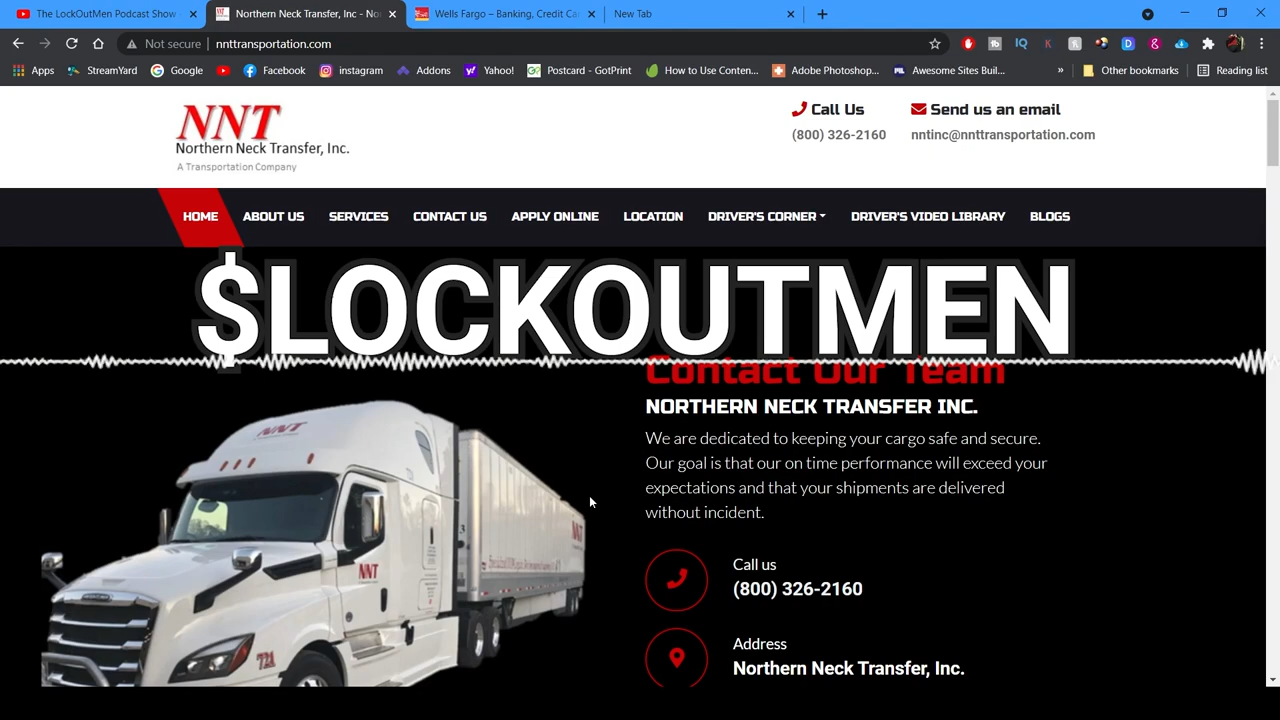 The LockOutMen Podcast Show
Northern Neck Transfer, Inc - No
Wells Fargo – Banking, Credit Ca
New Tab
Not secure
nnttransportation.com
Apps
StreamYard
Google
Facebook
instagram
Addons
Yahoo!
Postcard - GotPrint
How to Use Conten...
Adobe Photoshop...
Awesome Sites Buil...
»
Other bookmarks
Reading list
NNT
Northern Neck Transfer, Inc.
A Transportation Company
Call Us
(800) 326-2160
Send us an email
nntinc@nnttransportation.com
HOME
ABOUT US
SERVICES
CONTACT US
APPLY ONLINE
LOCATION
DRIVER'S CORNER
DRIVER'S VIDEO LIBRARY
BLOGS
$LOCKOUTMEN
Contact Our Team
NORTHERN NECK TRANSFER INC.
We are dedicated to keeping your cargo safe and secure.
Our goal is that our on time performance will exceed your
expectations and that your shipments are delivered
without incident.
Call us
(800) 326-2160
Address
Northern Neck Transfer, Inc.
NNT
NNT
NNT
721